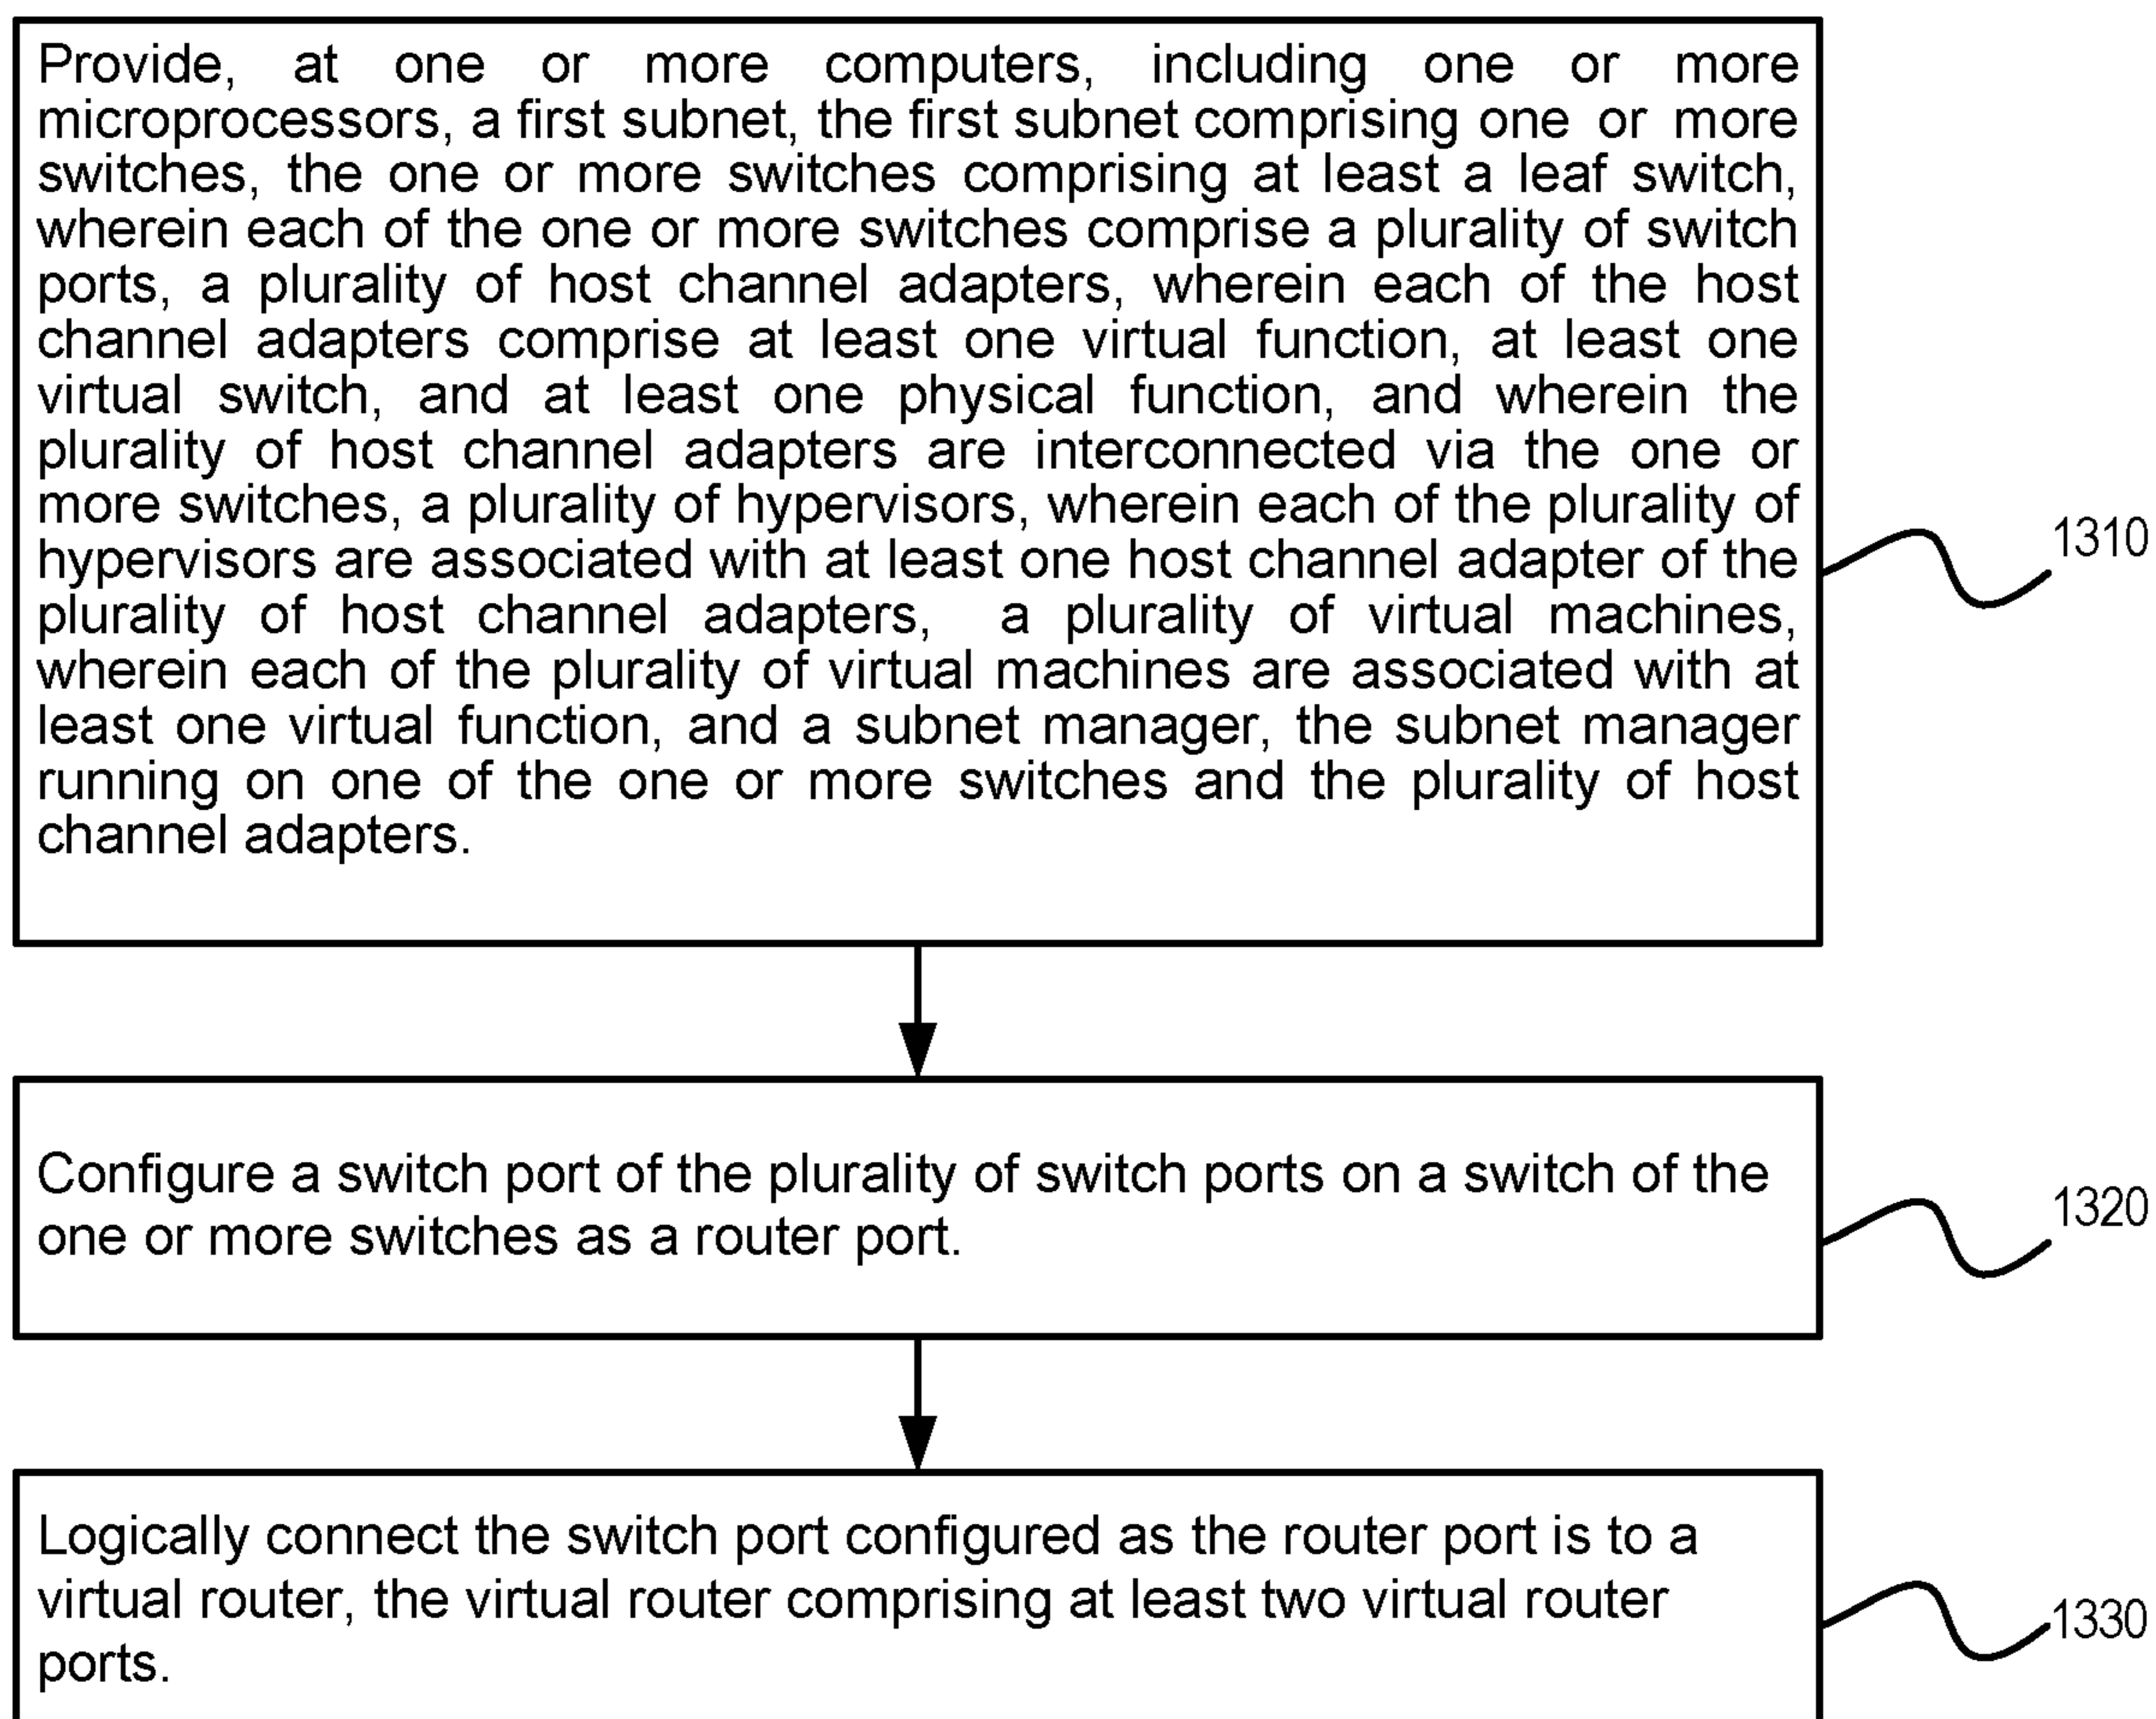 Provide, at one or more computers, including one or more
microprocessors, a first subnet, the first subnet comprising one or more
switches, the one or more switches comprising at least a leaf switch,
wherein each of the one or more switches comprise a plurality of switch
ports, a plurality of host channel adapters, wherein each of the host
channel adapters comprise at least one virtual function, at least one
virtual switch, and at least one physical function, and wherein the
plurality of host channel adapters are interconnected via the one or
more switches, a plurality of hypervisors, wherein each of the plurality of
hypervisors are associated with at least one host channel adapter of the
plurality of host channel adapters, a plurality of virtual machines,
wherein each of the plurality of virtual machines are associated with at
least one virtual function, and a subnet manager, the subnet manager
running on one of the one or more switches and the plurality of host
channel adapters.
1310
Configure a switch port of the plurality of switch ports on a switch of the
one or more switches as a router port.
1320
Logically connect the switch port configured as the router port is to a
virtual router, the virtual router comprising at least two virtual router
ports.
1330